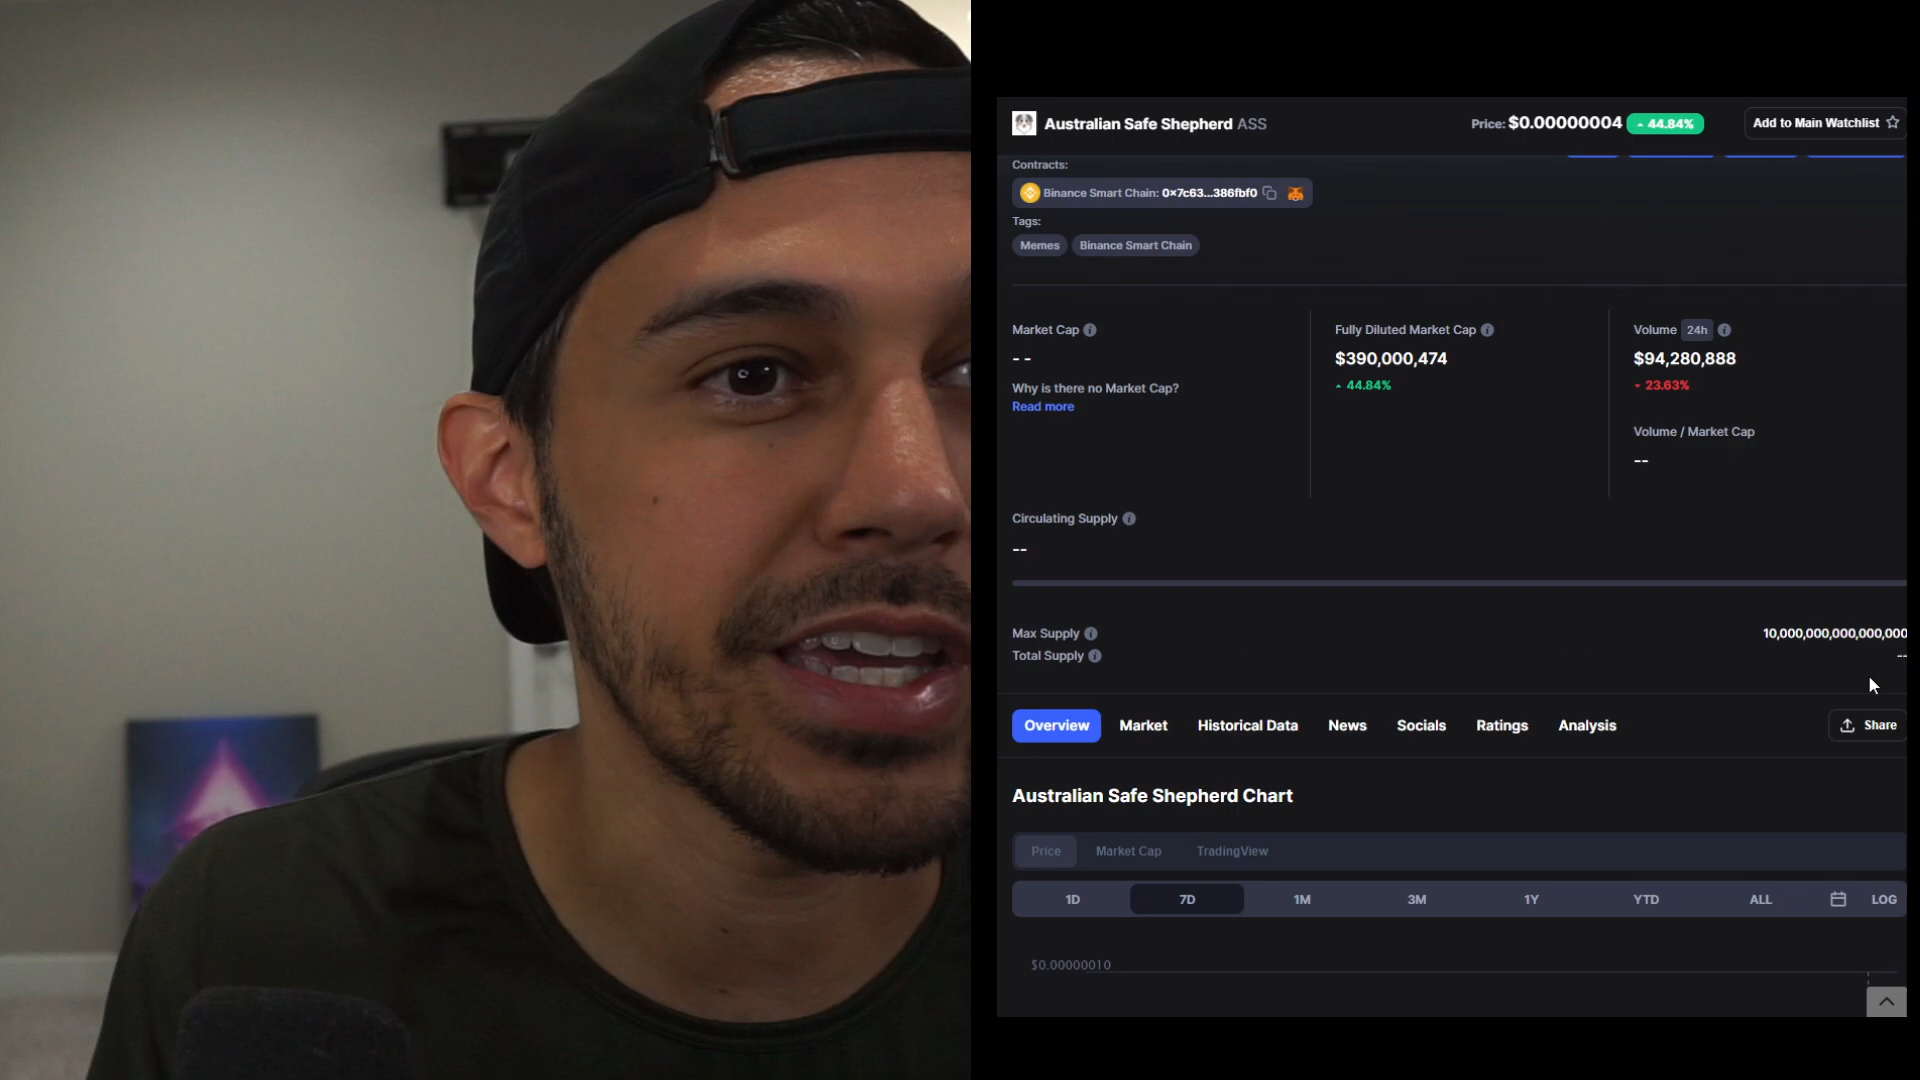 Australian Safe Shepherd ASS
Price: $0.00000004 44.84%
Add to Main Watchlist
Contracts:
Binance Smart Chain: 0x7c63...386fbf0
Tags:
Memes Binance Smart Chain
Market Cap
- -
Why is there no Market Cap?
Read more
Fully Diluted Market Cap
$390,000,474
44.84%
Volume 24h
$94,280,888
23.63%
Volume / Market Cap
--
Circulating Supply
--
Max Supply 10,000,000,000,000,000
Total Supply --
Overview Market Historical Data News Socials Ratings Analysis Share
Australian Safe Shepherd Chart
Price Market Cap TradingView
1D 7D 1M 3M 1Y YTD ALL LOG
$0.00000010